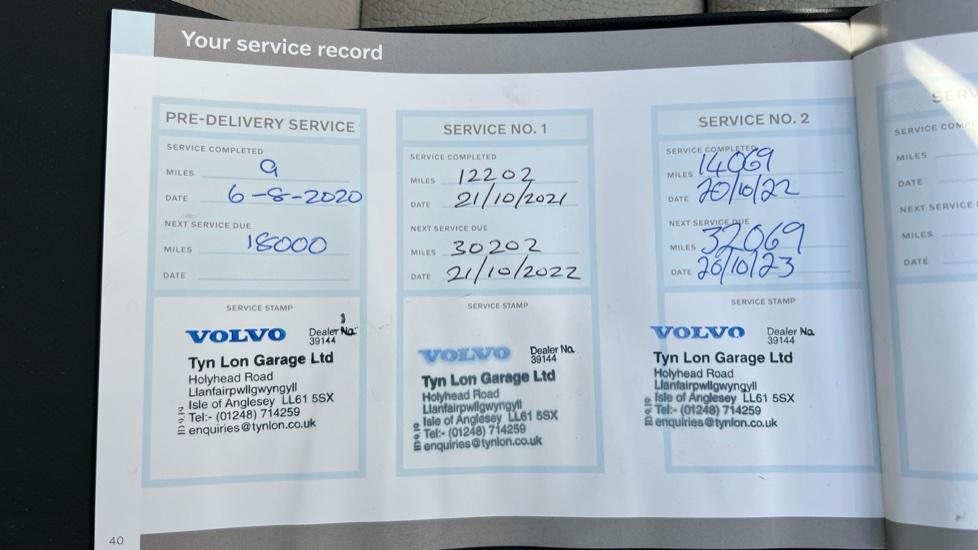 Your service record
PRE-DELIVERY SERVICE
SERVICE COMPLETED
MILES 9
DATE 6-8-2020
NEXT SERVICE DUE
MILES 18000
DATE
SERVICE STAMP
VOLVO Dealer No.
39144
Tyn Lon Garage Ltd
Holyhead Road
Llanfairpwllgwyngyll
Isle of Anglesey LL61 5SX
Tel:- (01248) 714259
enquiries@tynlon.co.uk
SERVICE NO. 1
SERVICE COMPLETED
MILES 12202
DATE 21/10/2021
NEXT SERVICE DUE
MILES 30202
DATE 21/10/2022
SERVICE STAMP
VOLVO Dealer No.
39144
Tyn Lon Garage Ltd
Holyhead Road
Llanfairpwllgwyngyll
Isle of Anglesey LL61 5SX
Tel:- (01248) 714259
enquiries@tynlon.co.uk
SERVICE NO. 2
SERVICE COMPLETED
MILES 14069
DATE 20/10/22
NEXT SERVICE DUE
MILES 32069
DATE 20/10/23
SERVICE STAMP
VOLVO Dealer No.
39144
Tyn Lon Garage Ltd
Holyhead Road
Llanfairpwllgwyngyll
Isle of Anglesey LL61 5SX
Tel:- (01248) 714259
enquiries@tynlon.co.uk
SERV
SERVICE COMPL
MILES
DATE
NEXT SERVICE
MILES
DATE
40